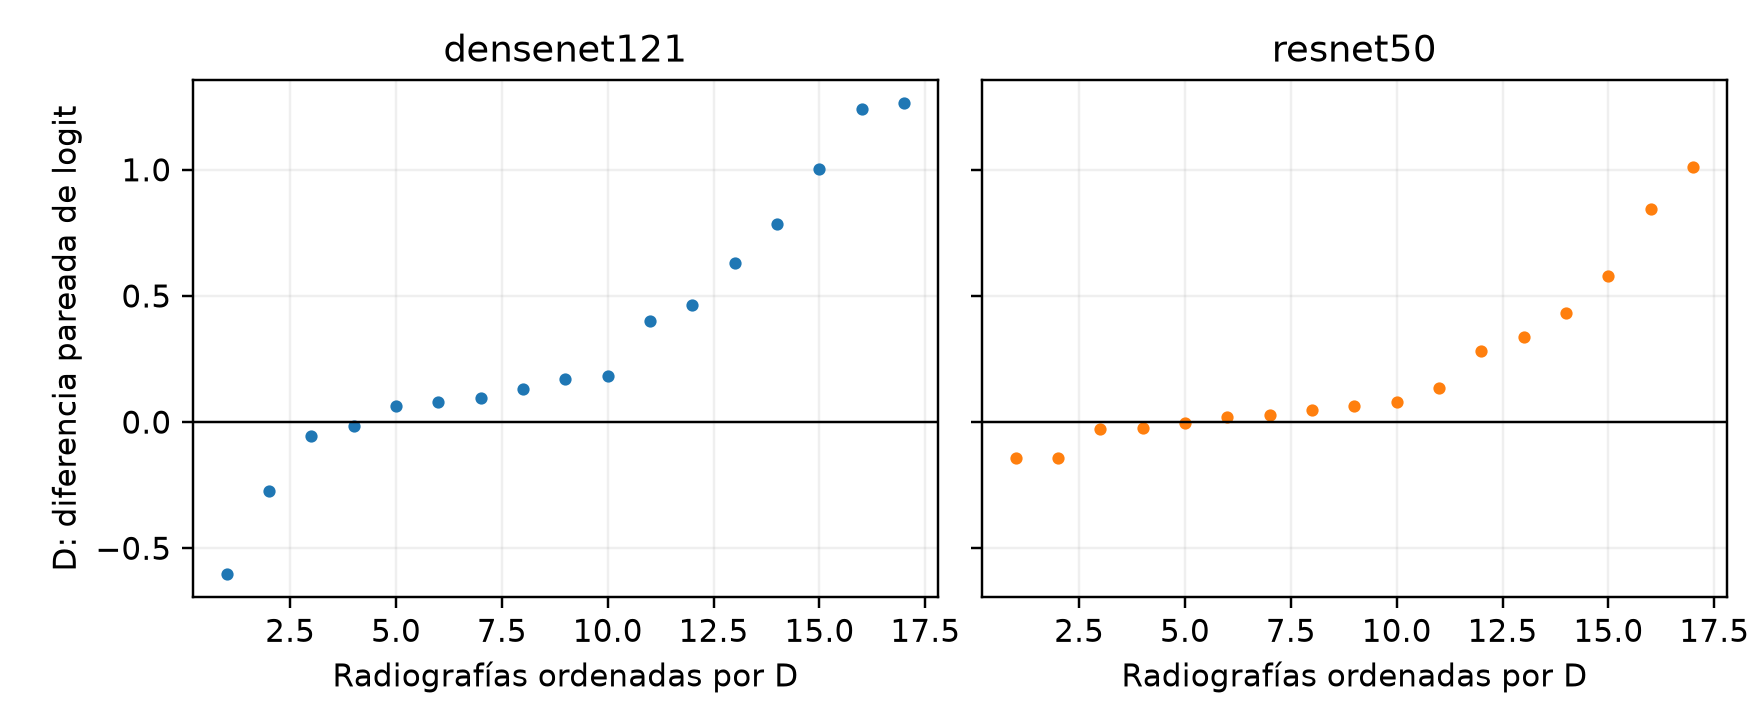 densenet121
resnet50
D: diferencia pareada de logit
1.0
0.5
0.0
−0.5
2.5 5.0 7.5 10.0 12.5 15.0 17.5
2.5 5.0 7.5 10.0 12.5 15.0 17.5
Radiografías ordenadas por D
Radiografías ordenadas por D